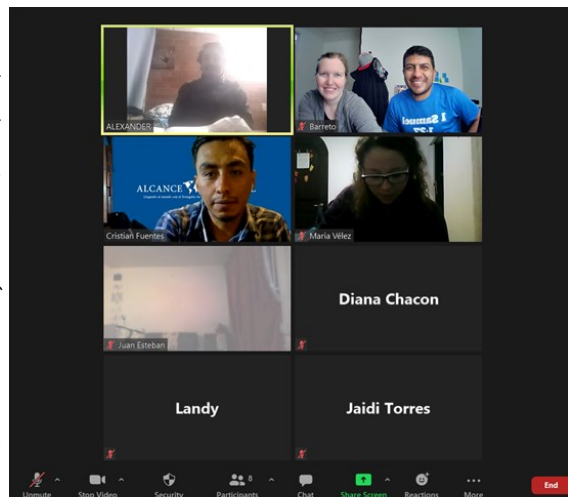 ALEXANDER
Barreto
ALCANCE
Cristian Fuentes
Maria Vélez
Juan Esteban
Diana Chacon
Landy
Jaidi Torres
8
Unmute Stop Video Security Participants Chat Share Screen Reactions More
End